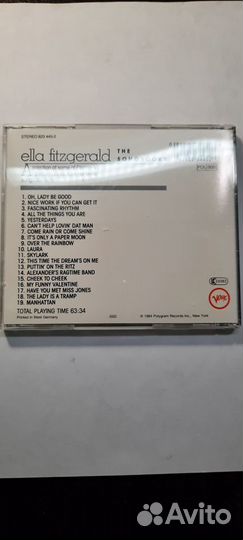 STEREO 823 445-2
ella fitzgerald THE
A
1. OH, LADY BE GOOD
2. NICE WORK IF YOU CAN GET IT
3. FASCINATING RHYTHM
4. ALL THE THINGS YOU ARE
5. YESTERDAYS
6. CAN'T HELP LOVIN' DAT MAN
7. COME RAIN OR COME SHINE
8. IT'S ONLY A PAPER MOON
9. OVER THE RAINBOW
10. LAURA
11. SKYLARK
12. THIS TIME THE DREAM'S ON ME
13. PUTTIN' ON THE RITZ
14. ALEXANDER'S RAGTIME BAND
15. CHEEK TO CHEEK
16. MY FUNNY VALENTINE
17. HAVE YOU MET MISS JONES
18. THE LADY IS A TRAMP
19. MANHATTAN
TOTAL PLAYING TIME 63:34
Printed in West Germany
℗ 1984 Polygram Records Inc., New York
Verve
Avito